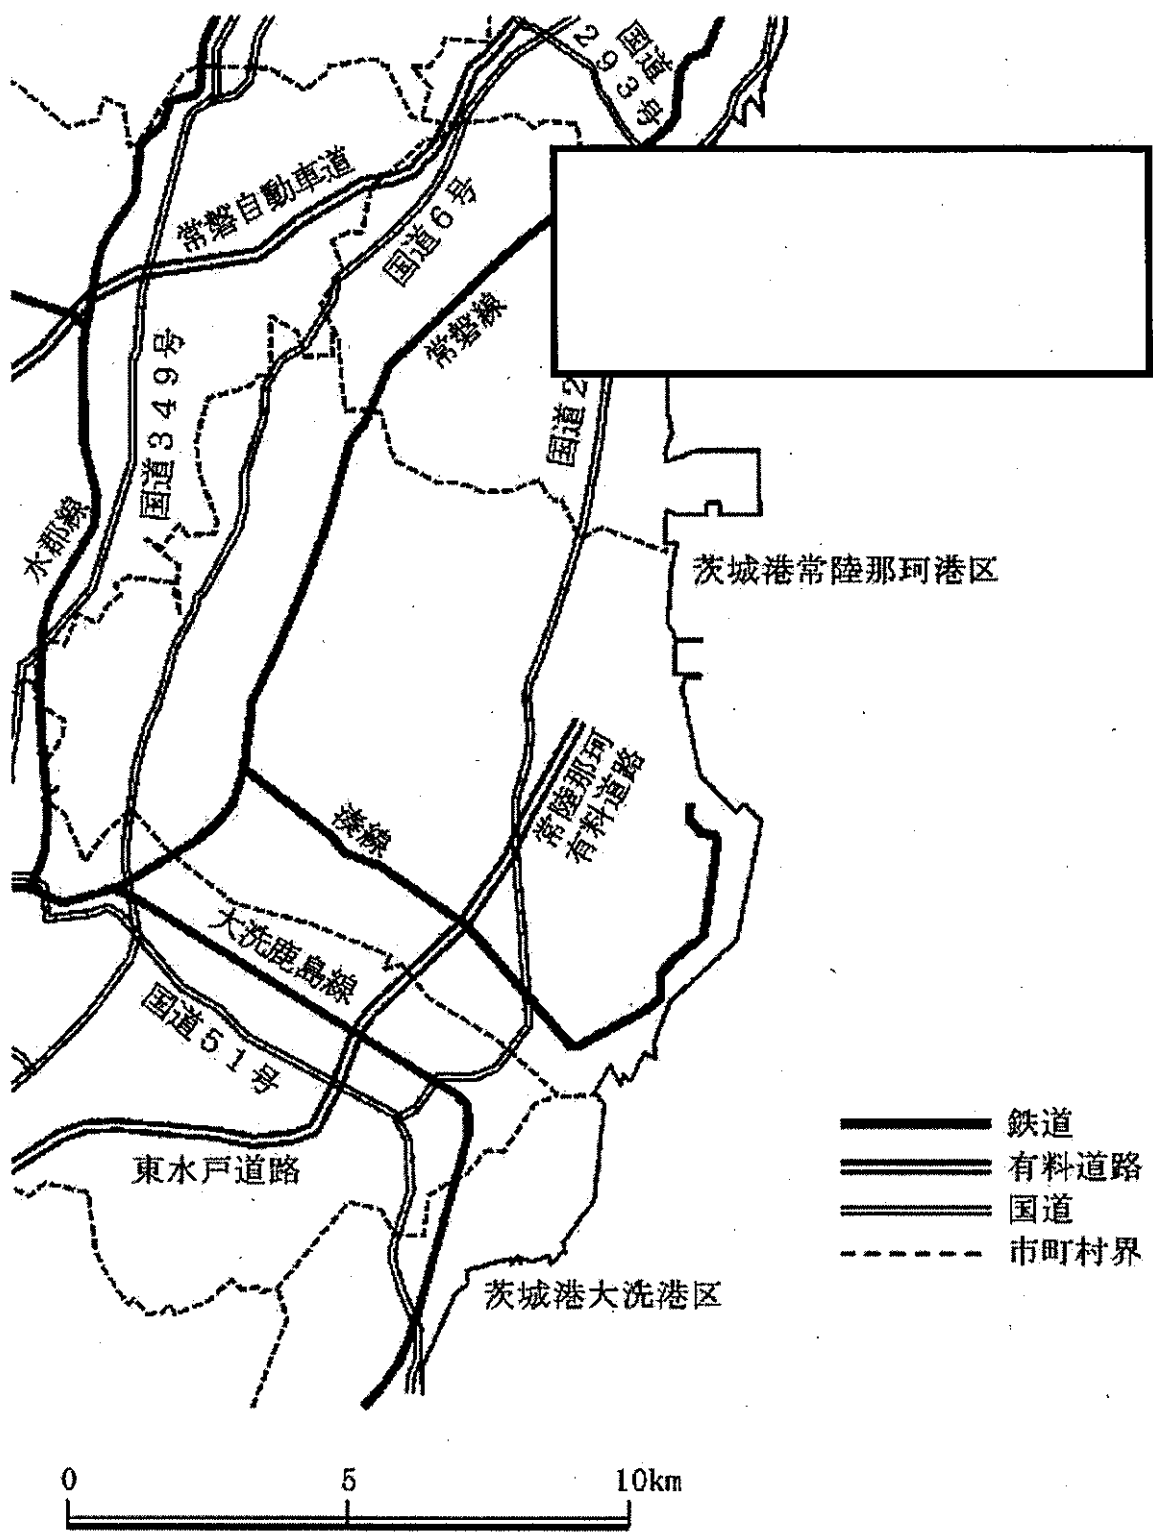 国道
293号
常磐自動車道
国道6号
常磐線
国道349号
国道2
水郡線
茨城港常陸那珂港区
常陸那珂
有料道路
湊線
大洗鹿島線
国道51号
東水戸道路
鉄道
有料道路
国道
市町村界
茨城港大洗港区
0 5 10km